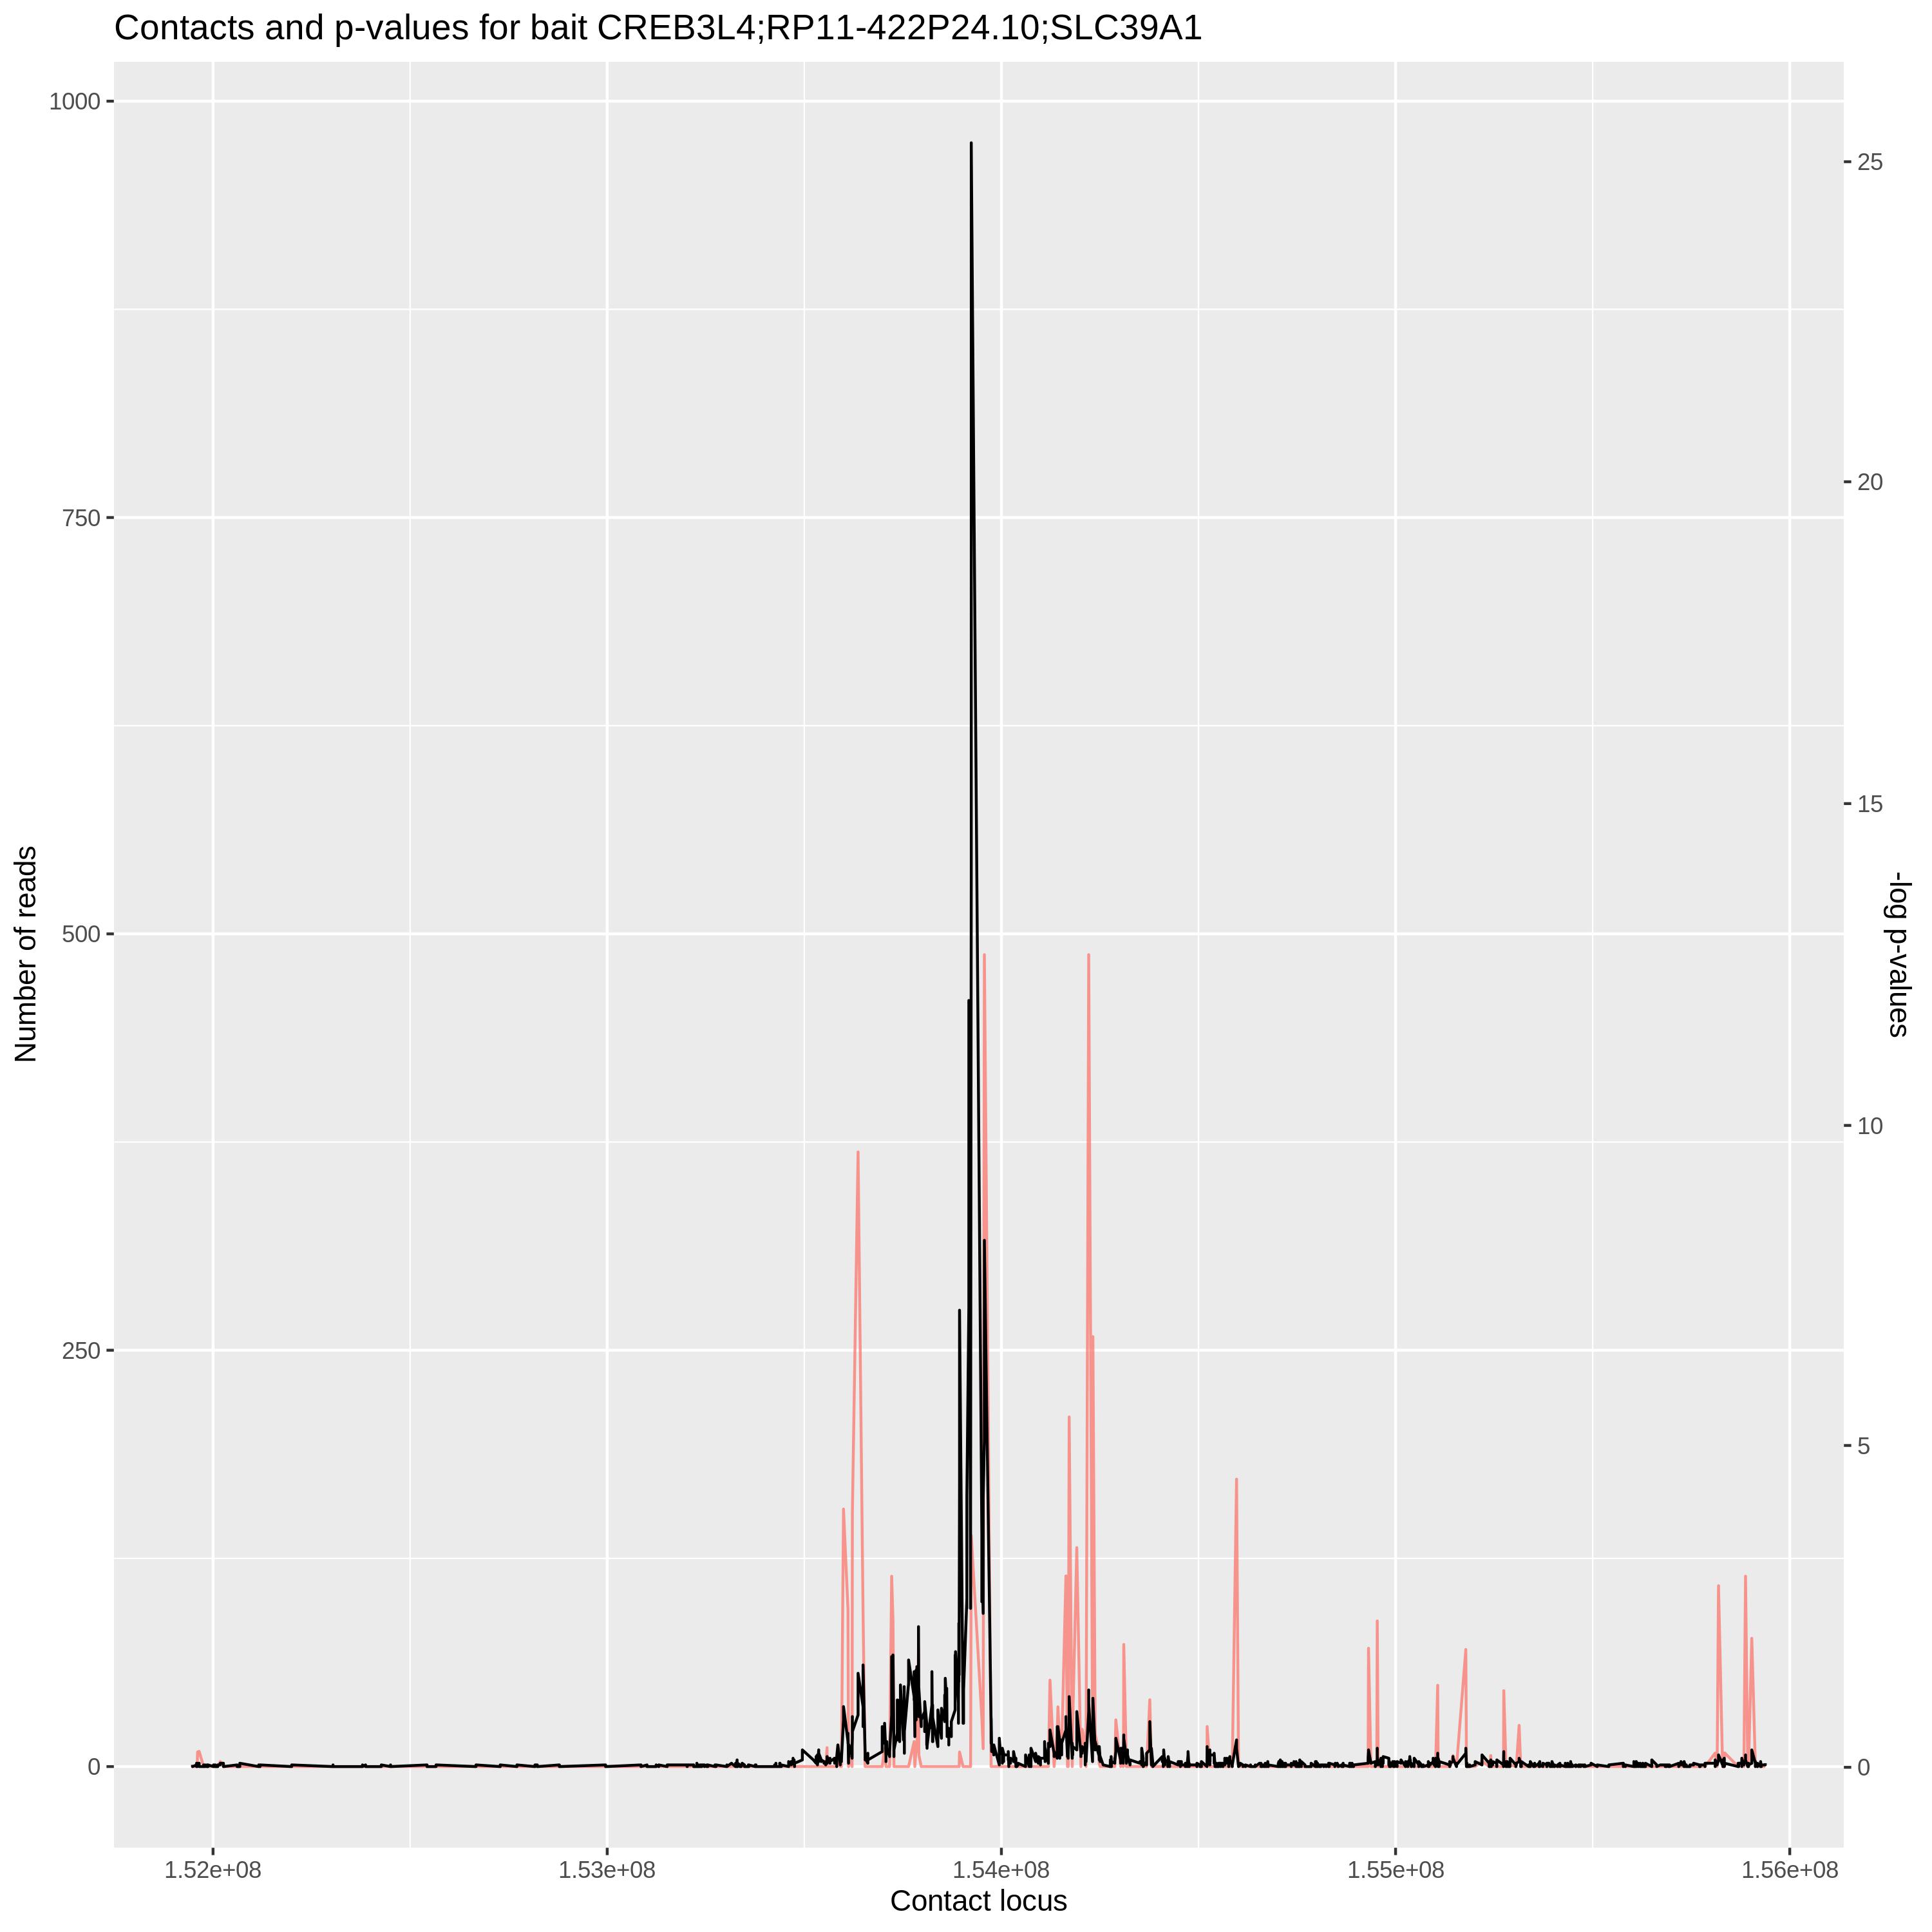 Contacts and p-values for bait CREB3L4;RP11-422P24.10;SLC39A1
1000
750
500
250
0
Number of reads
25
20
15
10
5
0
-log p-values
1.52e+08
1.53e+08
1.54e+08
1.55e+08
1.56e+08
Contact locus